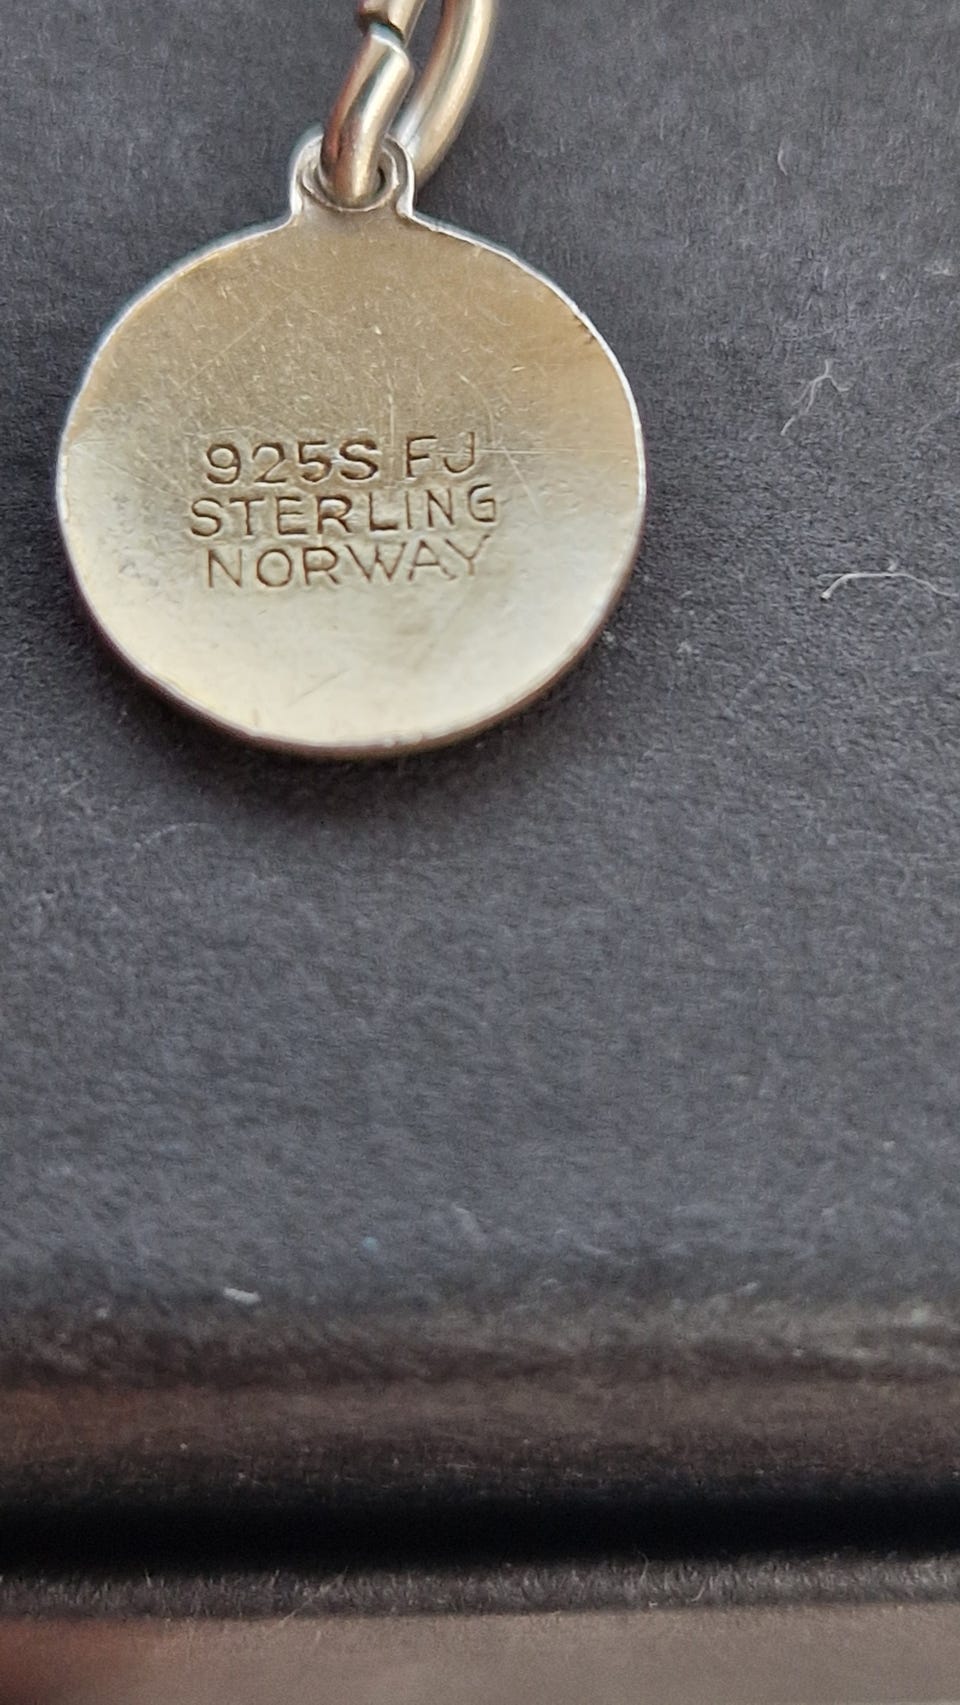 925S FJ
STERLING
NORWAY